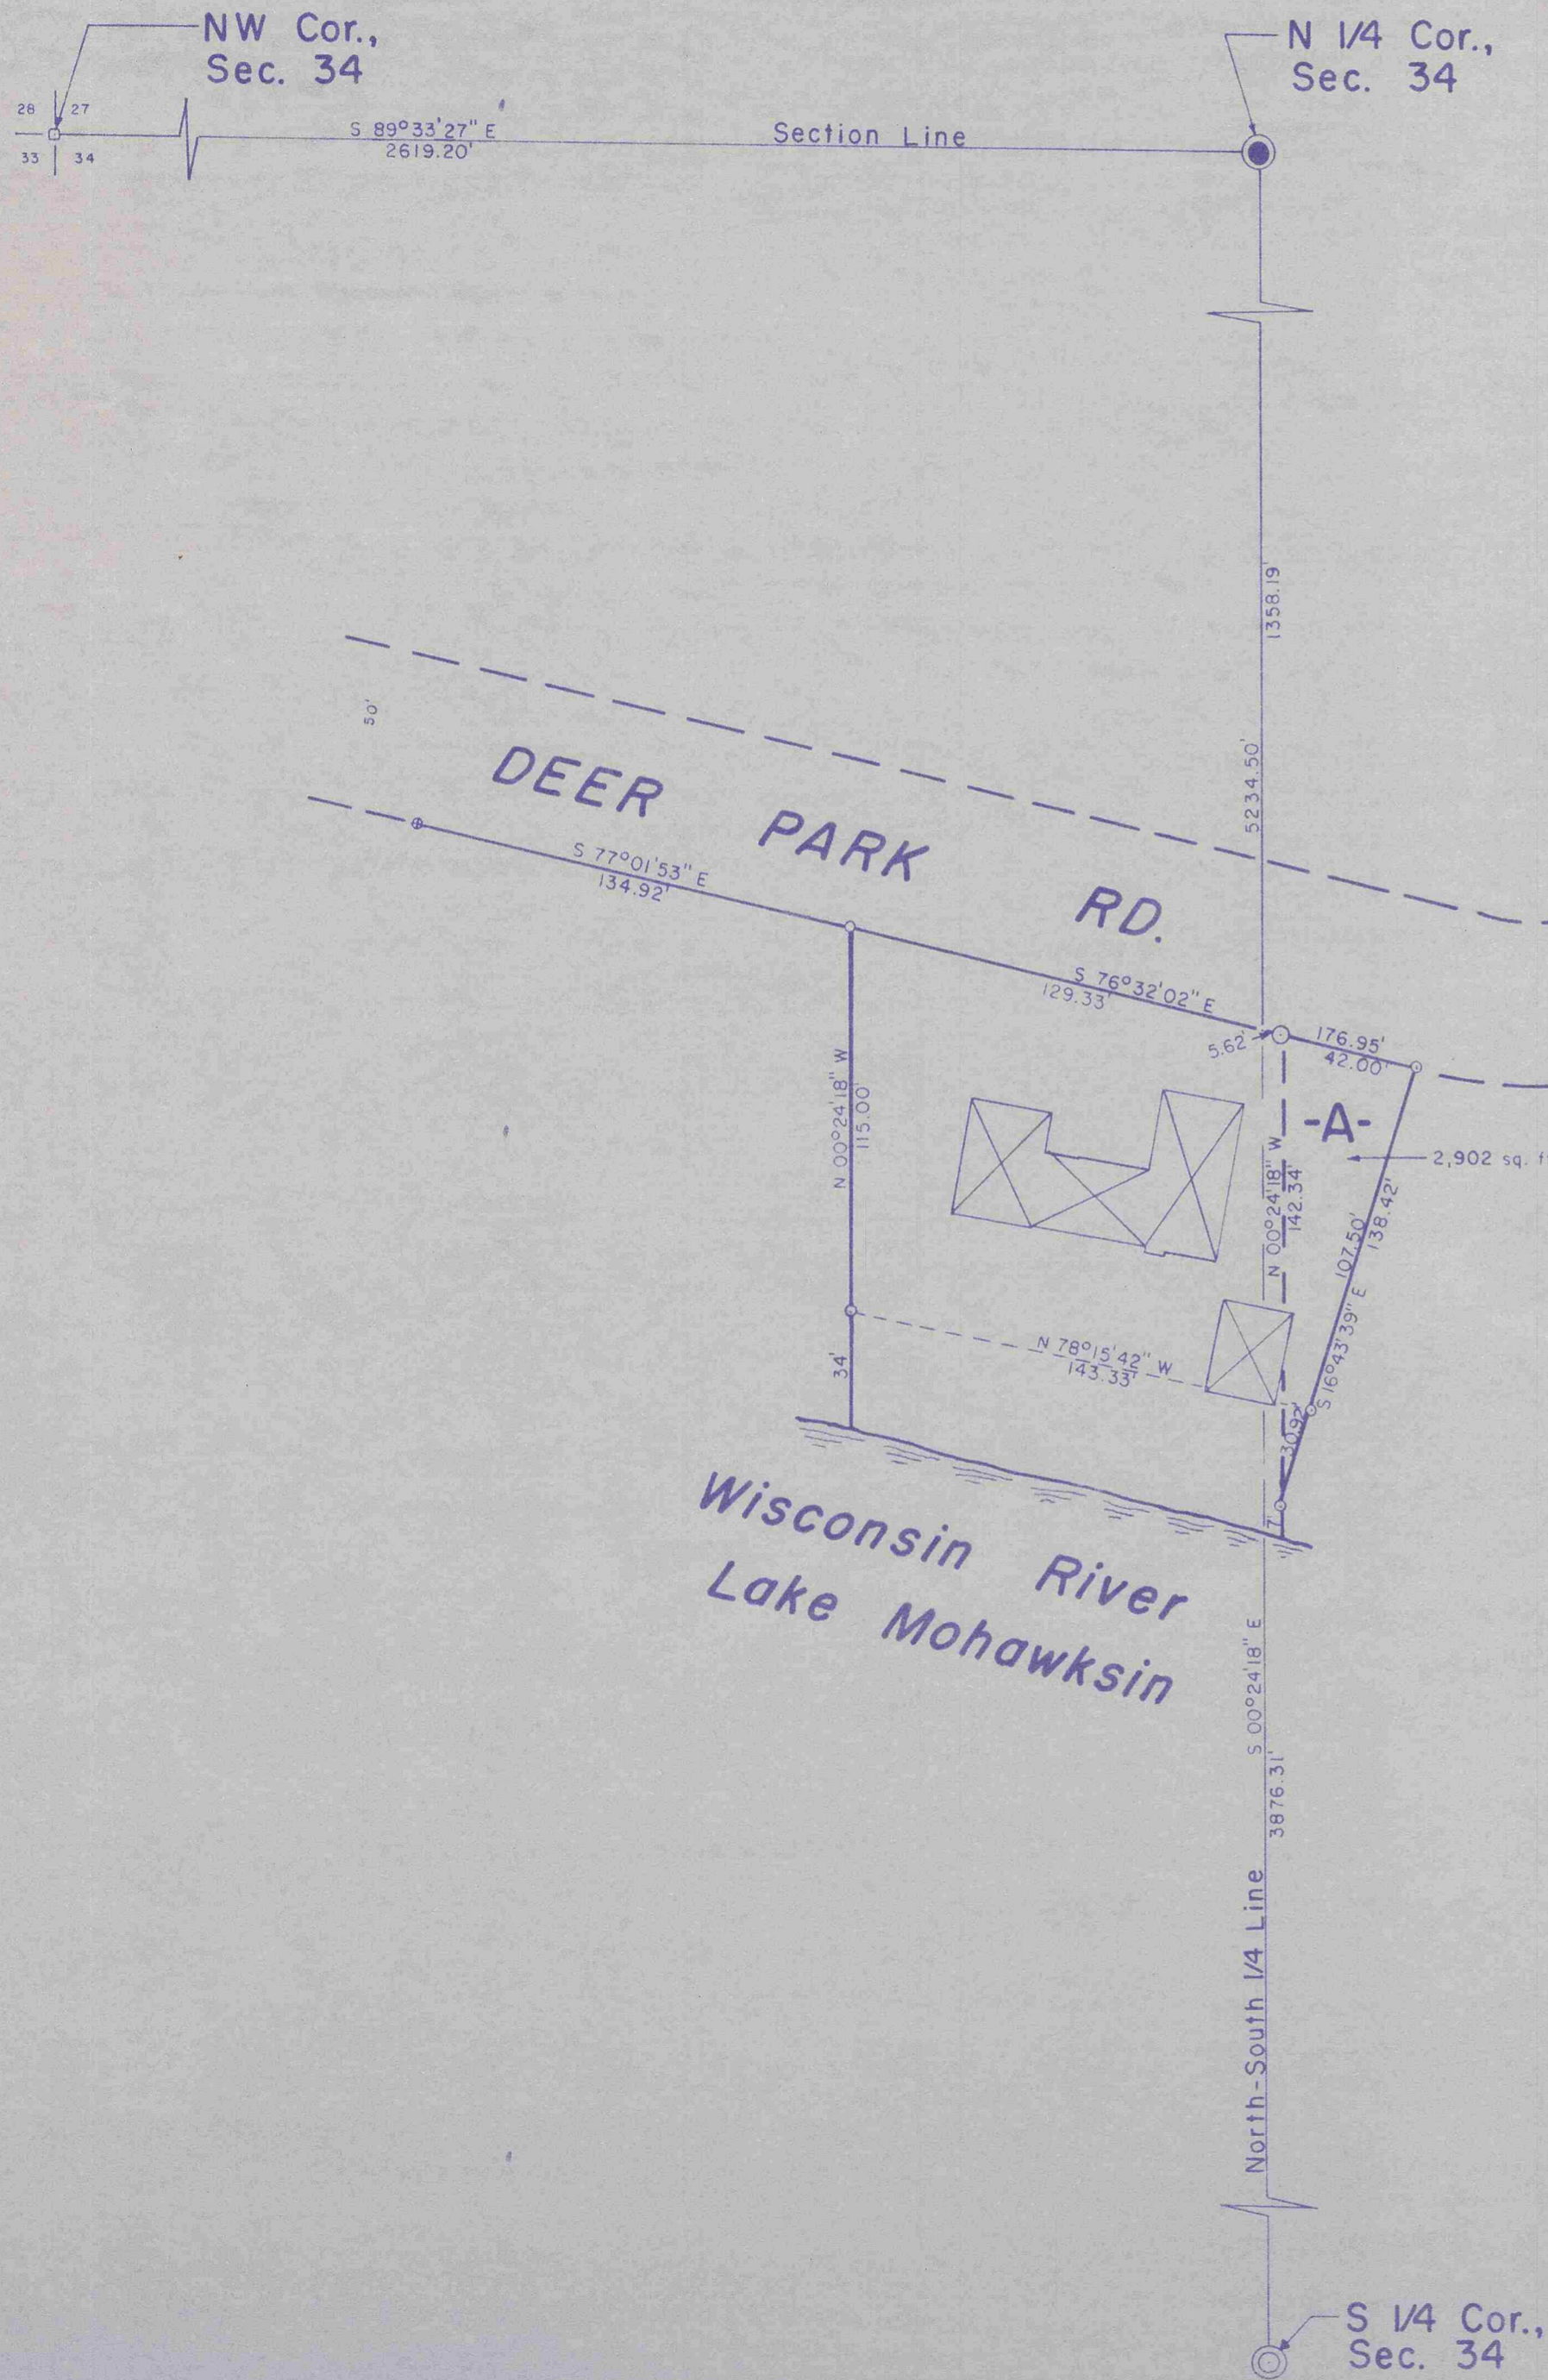 NW Cor.,
Sec. 34
N 1/4 Cor.,
Sec. 34
28 27
33 34
S 89°33'27" E
2619.20'
Section Line
1358.19'
5234.50'
50'
DEER PARK RD.
S 77°01'53" E
134.92'
S 76°32'02" E
129.33'
5.62'
176.95'
42.00'
-A-
2,902 sq. f
N 00°24'18" W
115.00'
N 00°24'18" W
142.34'
107.50'
138.42'
S 16°43'39" E
34'
N 78°15'42" W
143.33'
30.92'
7'
Wisconsin River
Lake Mohawksin
S 00°24'18" E
3876.31'
North-South 1/4 Line
S 1/4 Cor.,
Sec. 34